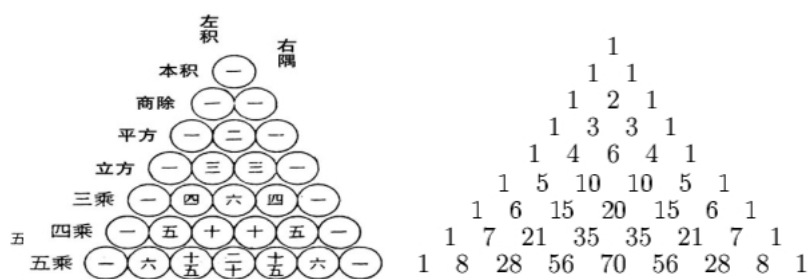 左积
右隅
本积 一
商除 一 一
平方 一 二 一
立方 一 三 三 一
三乘 一 四 六 四 一
五 四乘 一 五 十 十 五 一
五乘 一 六 十五 二十 十五 六 一
1
1 1
1 2 1
1 3 3 1
1 4 6 4 1
1 5 10 10 5 1
1 6 15 20 15 6 1
1 7 21 35 35 21 7 1
1 8 28 56 70 56 28 8 1